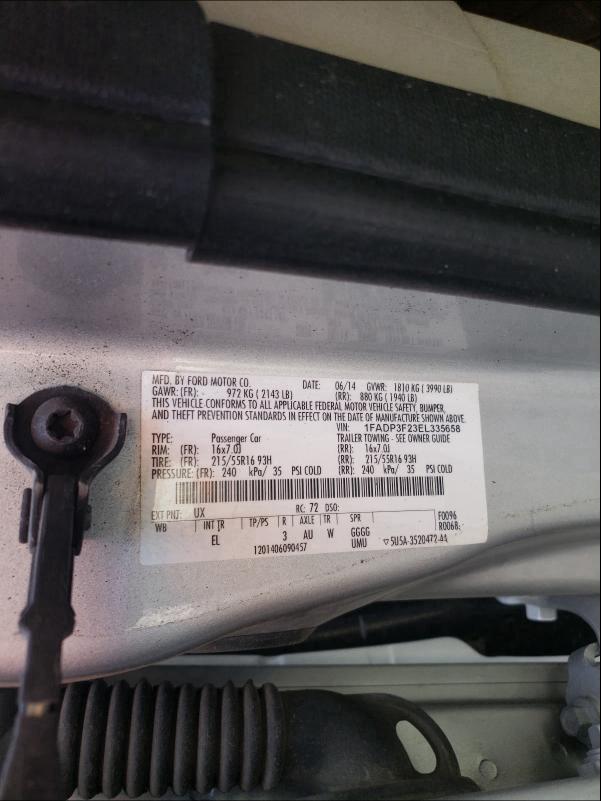 MFD. BY FORD MOTOR CO. DATE: 06/14 GVWR: 1810 KG ( 3990 LB)
GAWR: (FR): 972 KG ( 2143 LB) (RR): 880 KG ( 1940 LB)
THIS VEHICLE CONFORMS TO ALL APPLICABLE FEDERAL MOTOR VEHICLE SAFETY, BUMPER,
AND THEFT PREVENTION STANDARDS IN EFFECT ON THE DATE OF MANUFACTURE SHOWN ABOVE.
VIN: 1FADP3F23EL335658
TYPE: Passenger Car TRAILER TOWING - SEE OWNER GUIDE
RIM: (FR): 16x7.0J (RR): 16x7.0J
TIRE: (FR): 215/55R16 93H (RR): 215/55R16 93H
PRESSURE: (FR): 240 kPa/ 35 PSI COLD (RR): 240 kPa/ 35 PSI COLD
EXT PNT: UX RC: 72 DSO: F0096
WB INT TR TP/PS R AXLE TR SPR R006B
EL 3 AU W GGGG
1201406090457 UMU ▽5U5A-3520472-AA